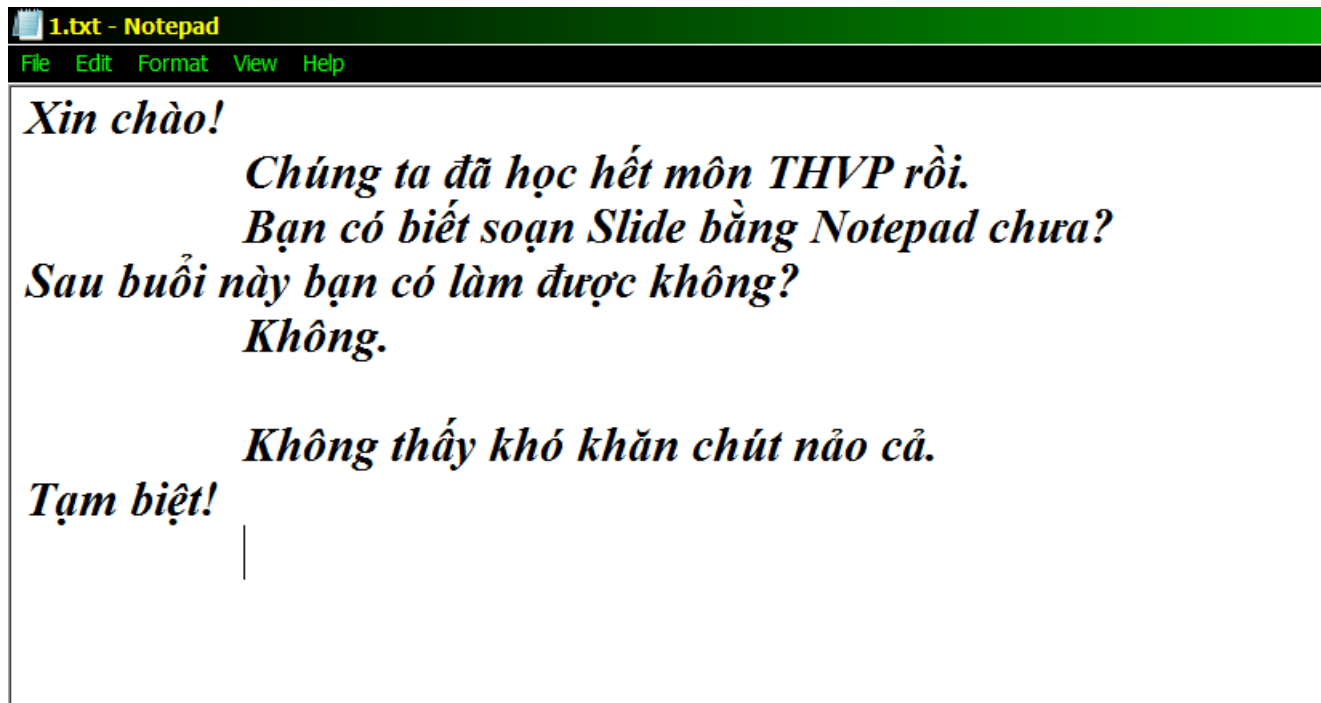 1.txt - Notepad
File Edit Format View Help
Xin chào!
Chúng ta đã học hết môn THVP rồi.
Bạn có biết soạn Slide bằng Notepad chưa?
Sau buổi này bạn có làm được không?
Không.
Không thấy khó khăn chút nảo cả.
Tạm biệt!